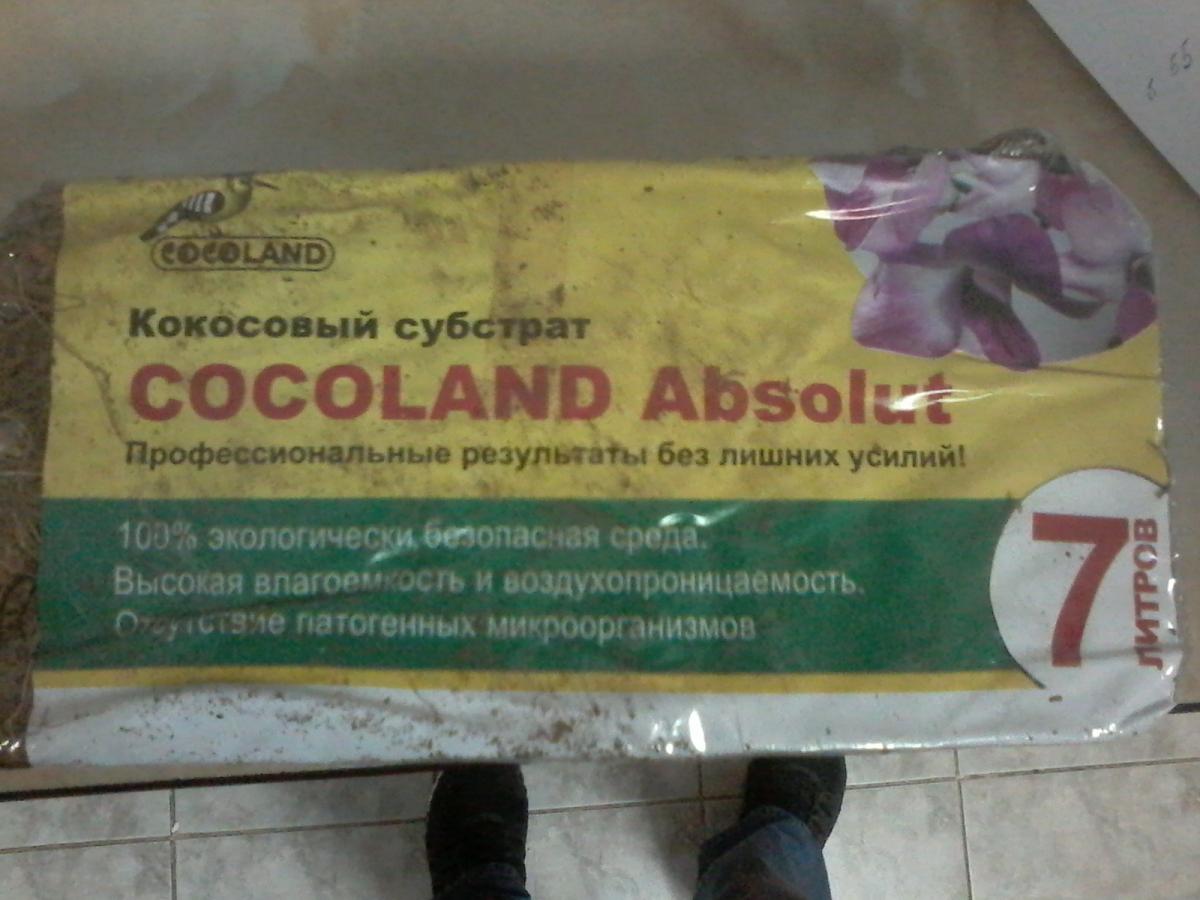 COCOLAND
Кокосовый субстрат
COCOLAND Absolut
Профессиональные результаты без лишних усилий!
100% экологически безопасная среда.
Высокая влагоемкость и воздухопроницаемость.
Отсутствие патогенных микроорганизмов
7
ЛИТРОВ